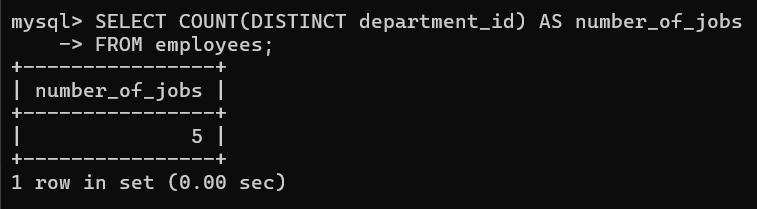 mysql> SELECT COUNT(DISTINCT department_id) AS number_of_jobs
    -> FROM employees;
+----------------+
| number_of_jobs |
+----------------+
|              5 |
+----------------+
1 row in set (0.00 sec)